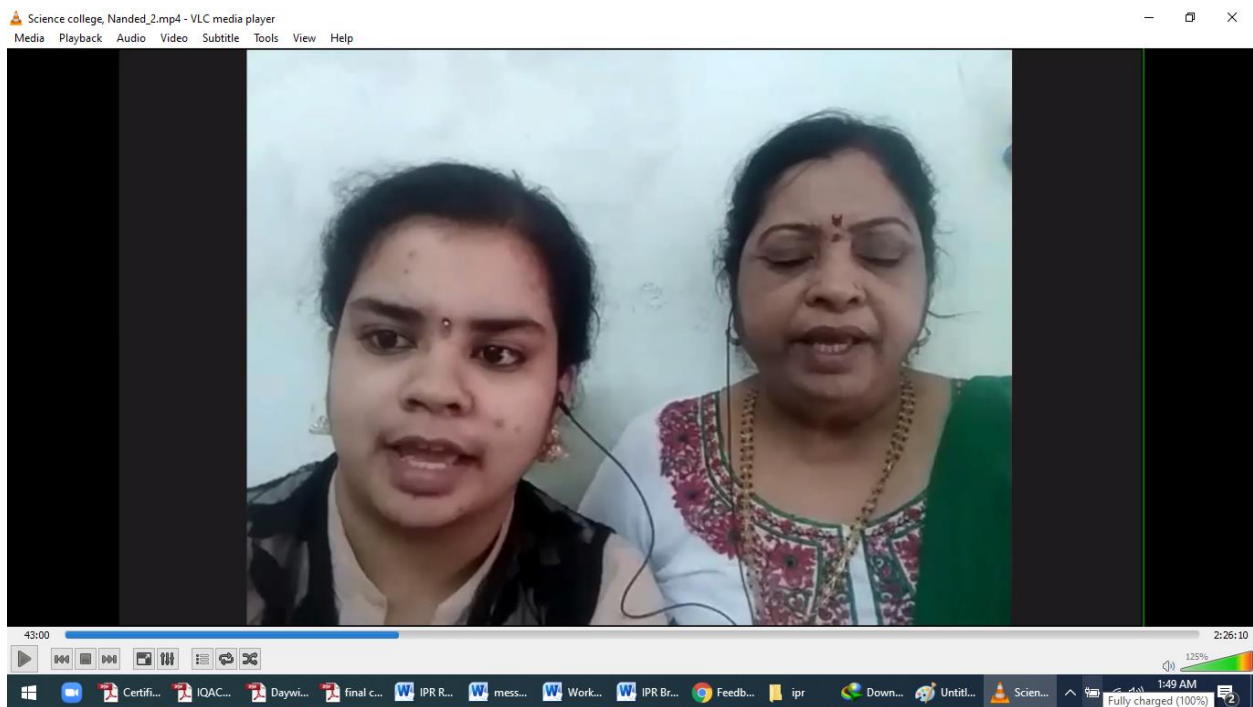 Science college, Nanded_2.mp4 - VLC media player
Media Playback Audio Video Subtitle Tools View Help
43:00
2:26:10
125%
Certifi... IQAC... Daywi... final c... IPR R... mess... Work... IPR Br... Feedb... ipr Down... Untitl... Scien... 1:49 AM
Fully charged (100%)
2